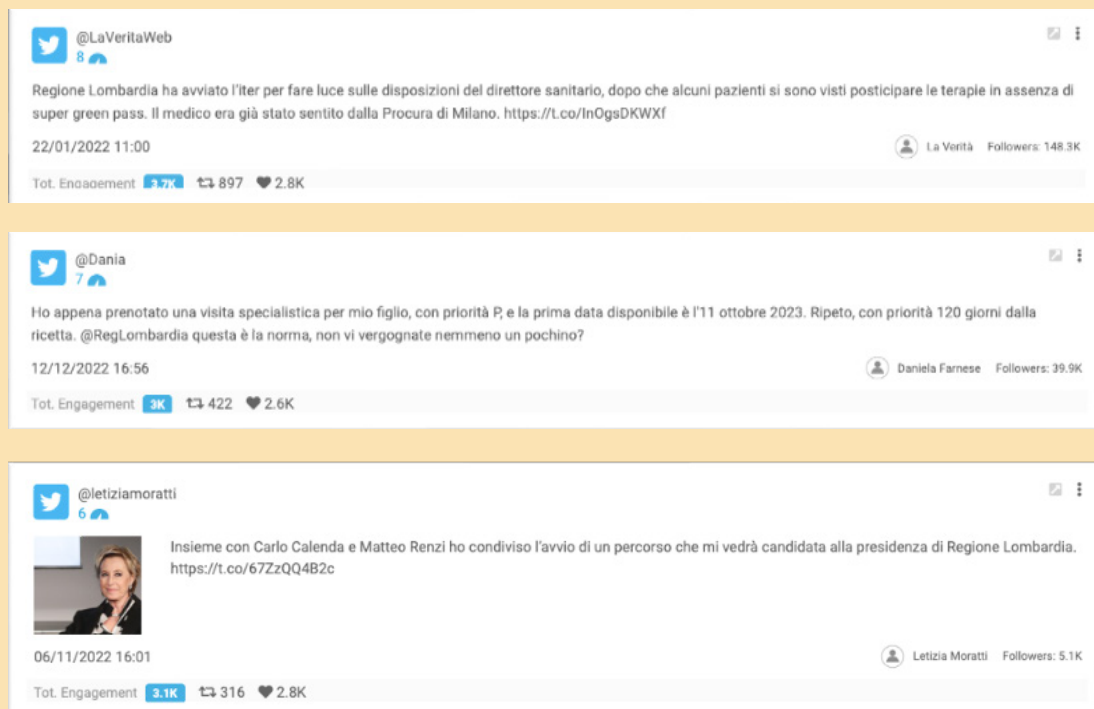 @LaVeritaWeb
8
Regione Lombardia ha avviato l'iter per fare luce sulle disposizioni del direttore sanitario, dopo che alcuni pazienti si sono visti posticipare le terapie in assenza di
super green pass. Il medico era già stato sentito dalla Procura di Milano. https://t.co/InOgsDKWXf
22/01/2022 11:00
La Verità Followers: 148.3K
Tot. Engagement 3.7K 897 2.8K
@Dania
7
Ho appena prenotato una visita specialistica per mio figlio, con priorità P, e la prima data disponibile è l'11 ottobre 2023. Ripeto, con priorità 120 giorni dalla
ricetta. @RegLombardia questa è la norma, non vi vergognate nemmeno un pochino?
12/12/2022 16:56
Daniela Farnese Followers: 39.9K
Tot. Engagement 3K 422 2.6K
@letiziamoratti
6
Insieme con Carlo Calenda e Matteo Renzi ho condiviso l'avvio di un percorso che mi vedrà candidata alla presidenza di Regione Lombardia.
https://t.co/67ZzQQ4B2c
06/11/2022 16:01
Letizia Moratti Followers: 5.1K
Tot. Engagement 3.1K 316 2.8K